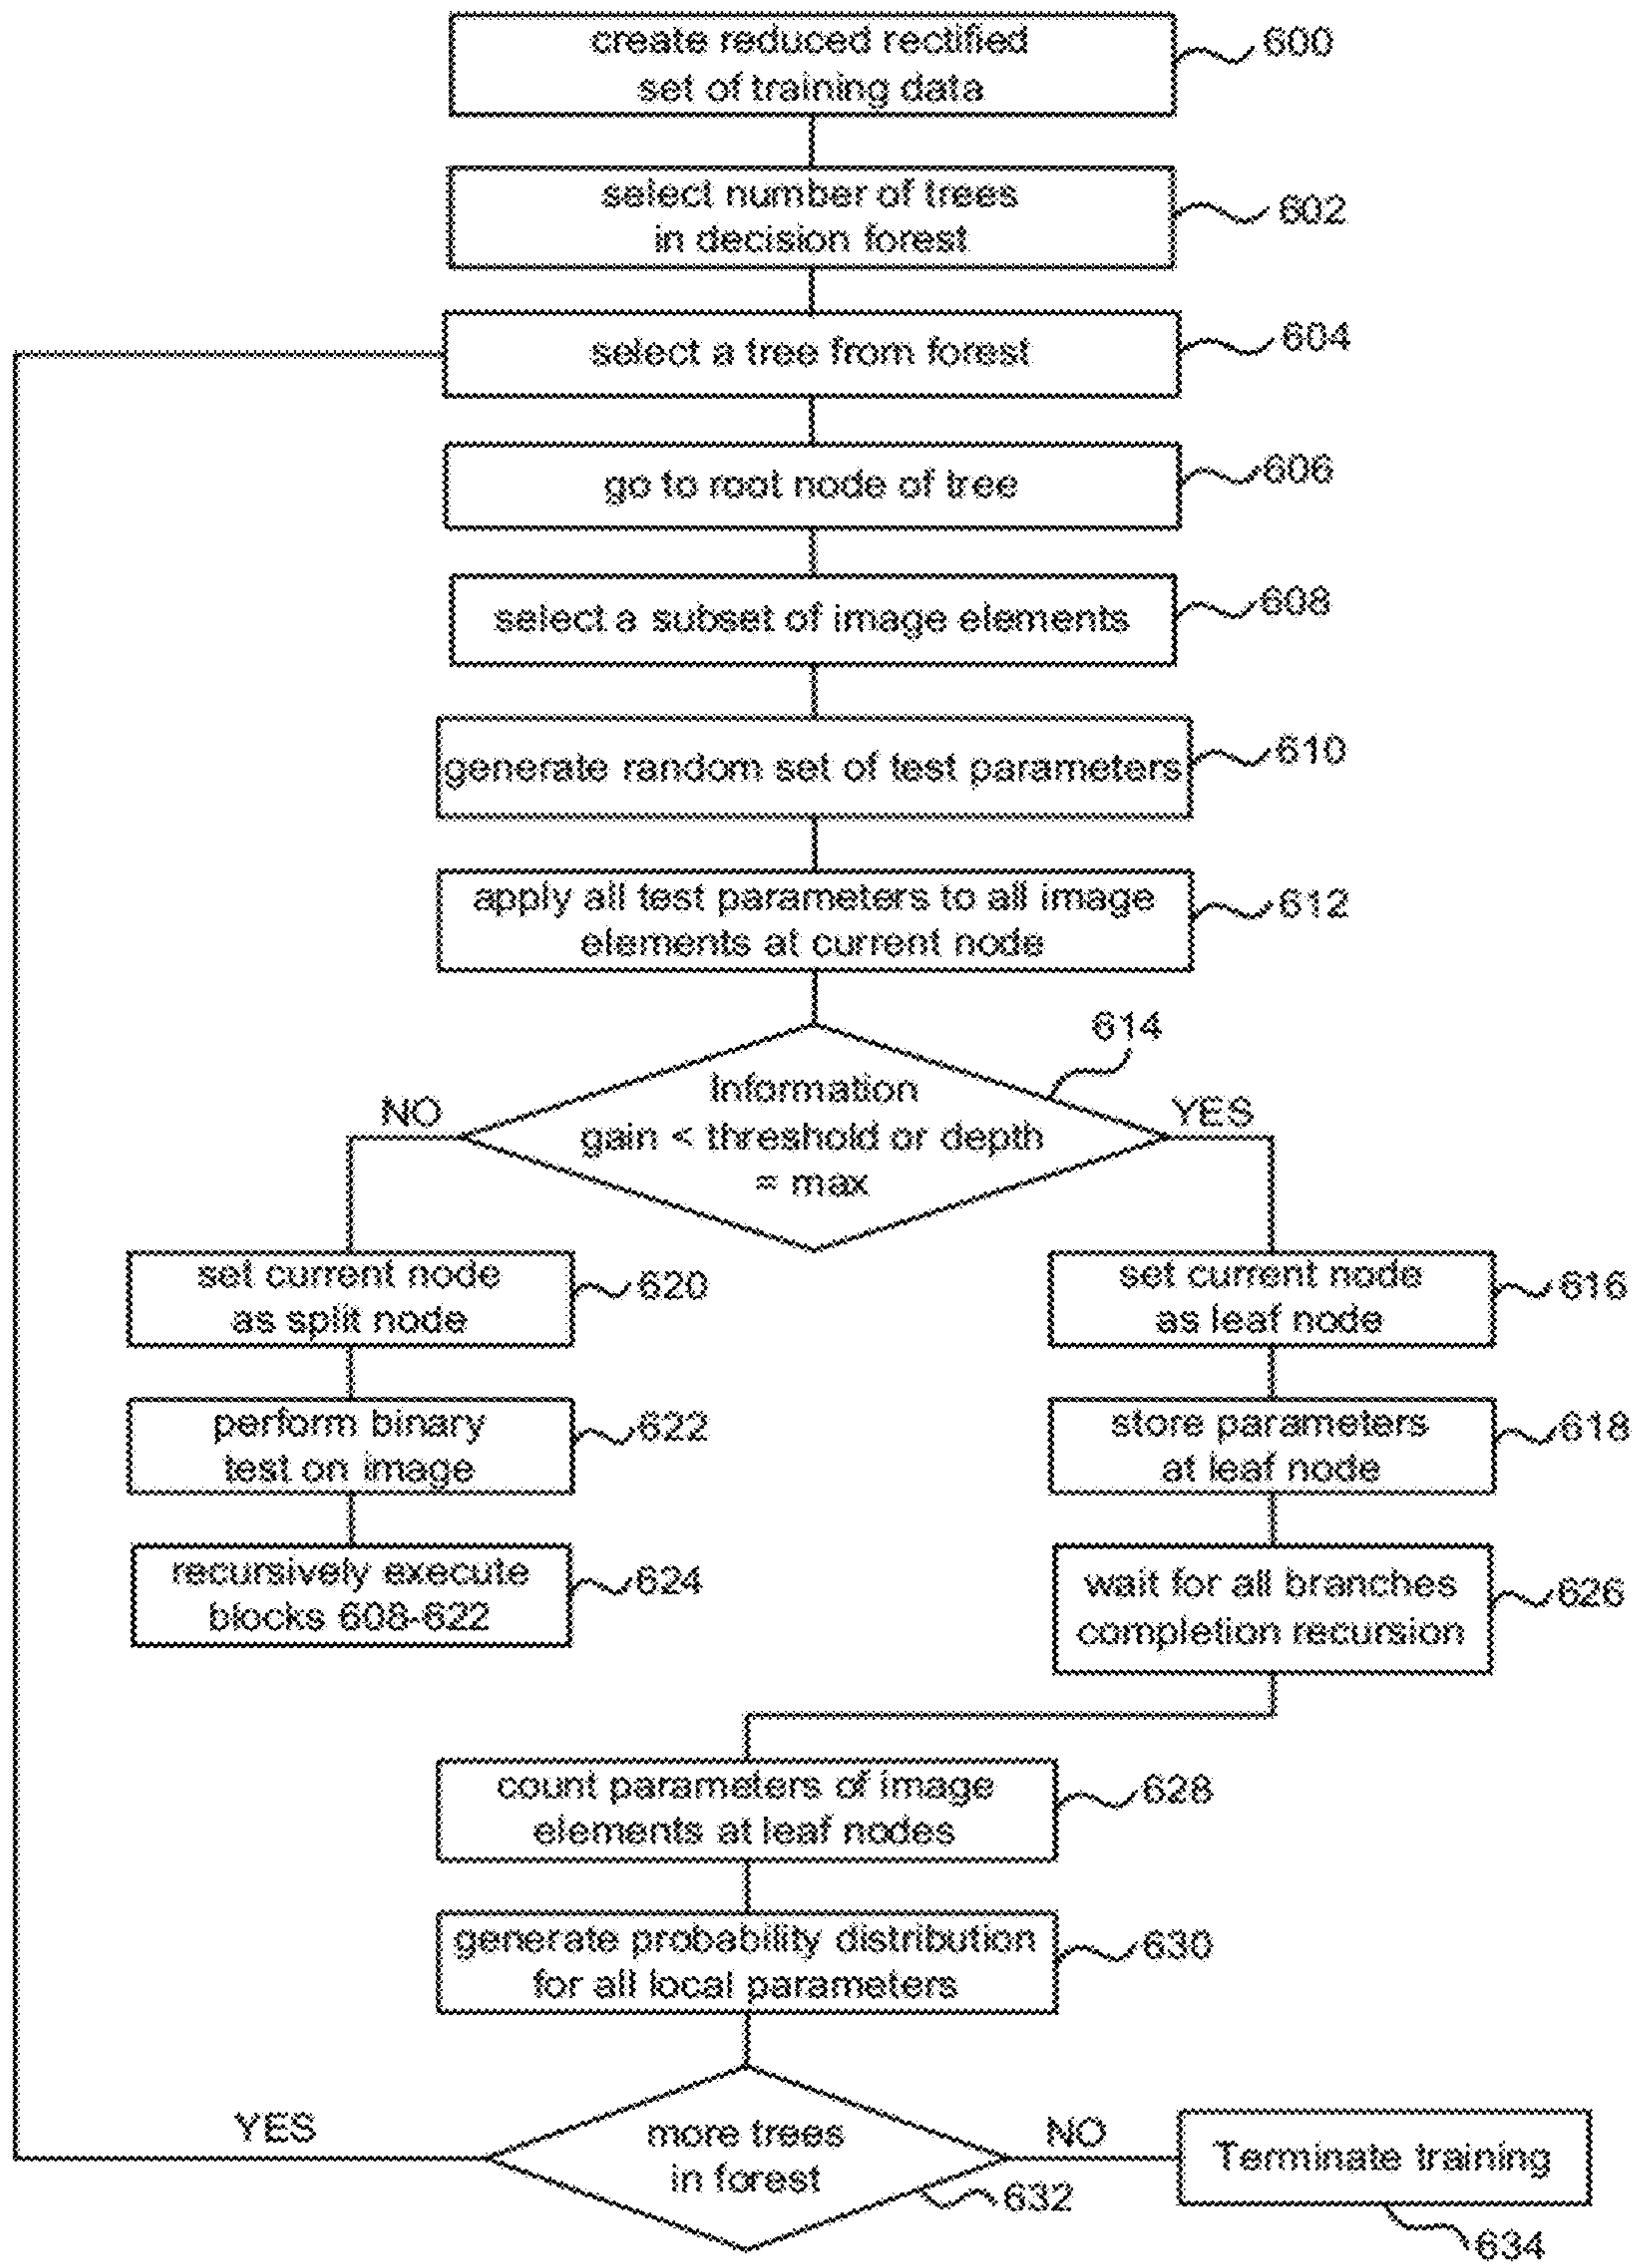 create reduced rectified
set of training data
600
select number of trees
in decision forest
602
select a tree from forest
604
go to root node of tree
606
select a subset of image elements
608
generate random set of test parameters
610
apply all test parameters to all image
elements at current node
612
614
Information
gain < threshold or depth
= max
NO
YES
set current node
as split node
620
set current node
as leaf node
616
perform binary
test on image
622
store parameters
at leaf node
618
recursively execute
blocks 608-622
624
wait for all branches
completion recursion
626
count parameters of image
elements at leaf nodes
628
generate probability distribution
for all local parameters
630
YES
more trees
in forest
632
NO
Terminate training
634